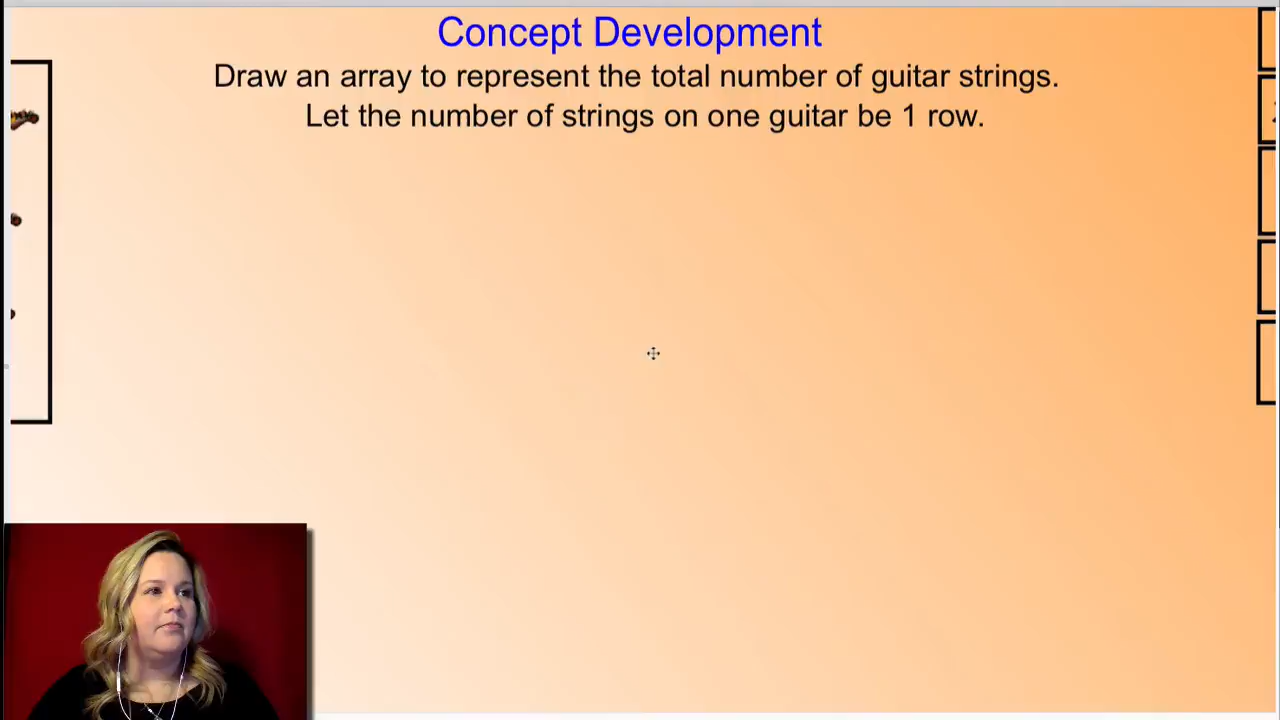 Concept Development
Draw an array to represent the total number of guitar strings.
Let the number of strings on one guitar be 1 row.